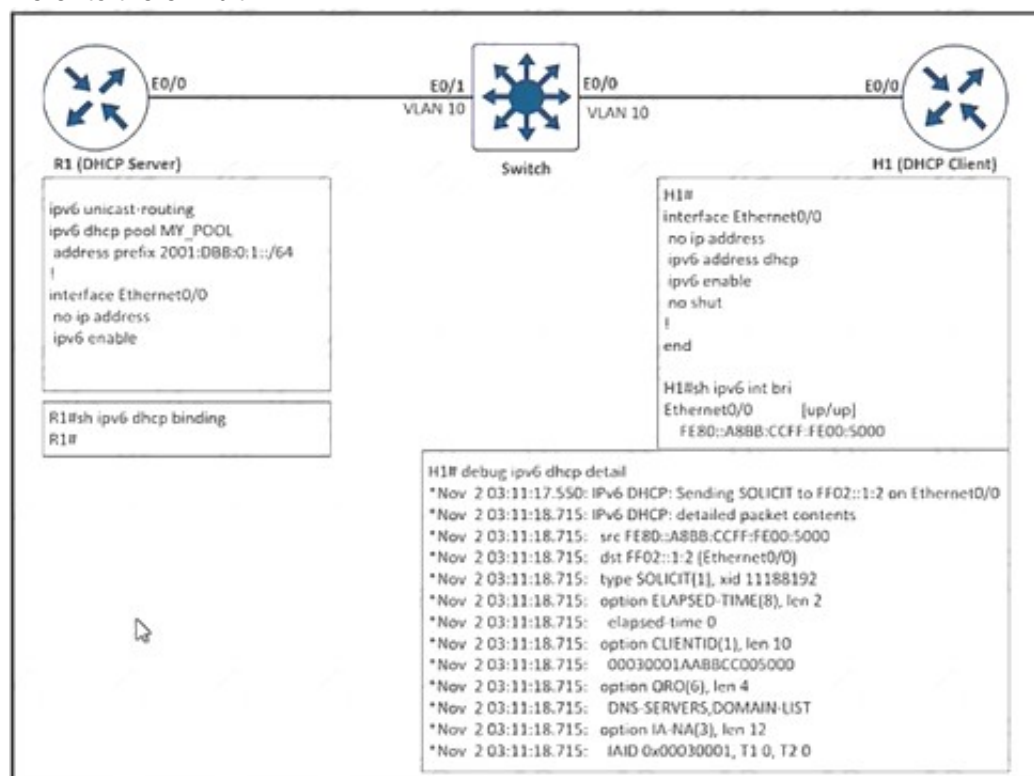 E0/0
E0/1
VLAN 10
E0/0
VLAN 10
E0/0
R1 (DHCP Server)
Switch
H1 (DHCP Client)
ipv6 unicast-routing
ipv6 dhcp pool MY_POOL
address prefix 2001:DB8:0:1::/64
!
interface Ethernet0/0
no ip address
ipv6 enable
R1#sh ipv6 dhcp binding
R1#
H1#
interface Ethernet0/0
no ip address
ipv6 address dhcp
ipv6 enable
no shut
!
end
H1#sh ipv6 int bri
Ethernet0/0 [up/up]
FE80::A8BB:CCFF:FE00:5000
H1# debug ipv6 dhcp detail
*Nov 2 03:11:17.550: IPv6 DHCP: Sending SOLICIT to FF02::1:2 on Ethernet0/0
*Nov 2 03:11:18.715: IPv6 DHCP: detailed packet contents
*Nov 2 03:11:18.715: src FE80::A8BB:CCFF:FE00:5000
*Nov 2 03:11:18.715: dst FF02::1:2 (Ethernet0/0)
*Nov 2 03:11:18.715: type SOLICIT(1), xid 11188192
*Nov 2 03:11:18.715: option ELAPSED-TIME(8), len 2
*Nov 2 03:11:18.715: elapsed-time 0
*Nov 2 03:11:18.715: option CLIENTID(1), len 10
*Nov 2 03:11:18.715: 00030001AABBCC005000
*Nov 2 03:11:18.715: option ORO(6), len 4
*Nov 2 03:11:18.715: DNS-SERVERS,DOMAIN-LIST
*Nov 2 03:11:18.715: option IA-NA(3), len 12
*Nov 2 03:11:18.715: IAID 0x00030001, T1 0, T2 0